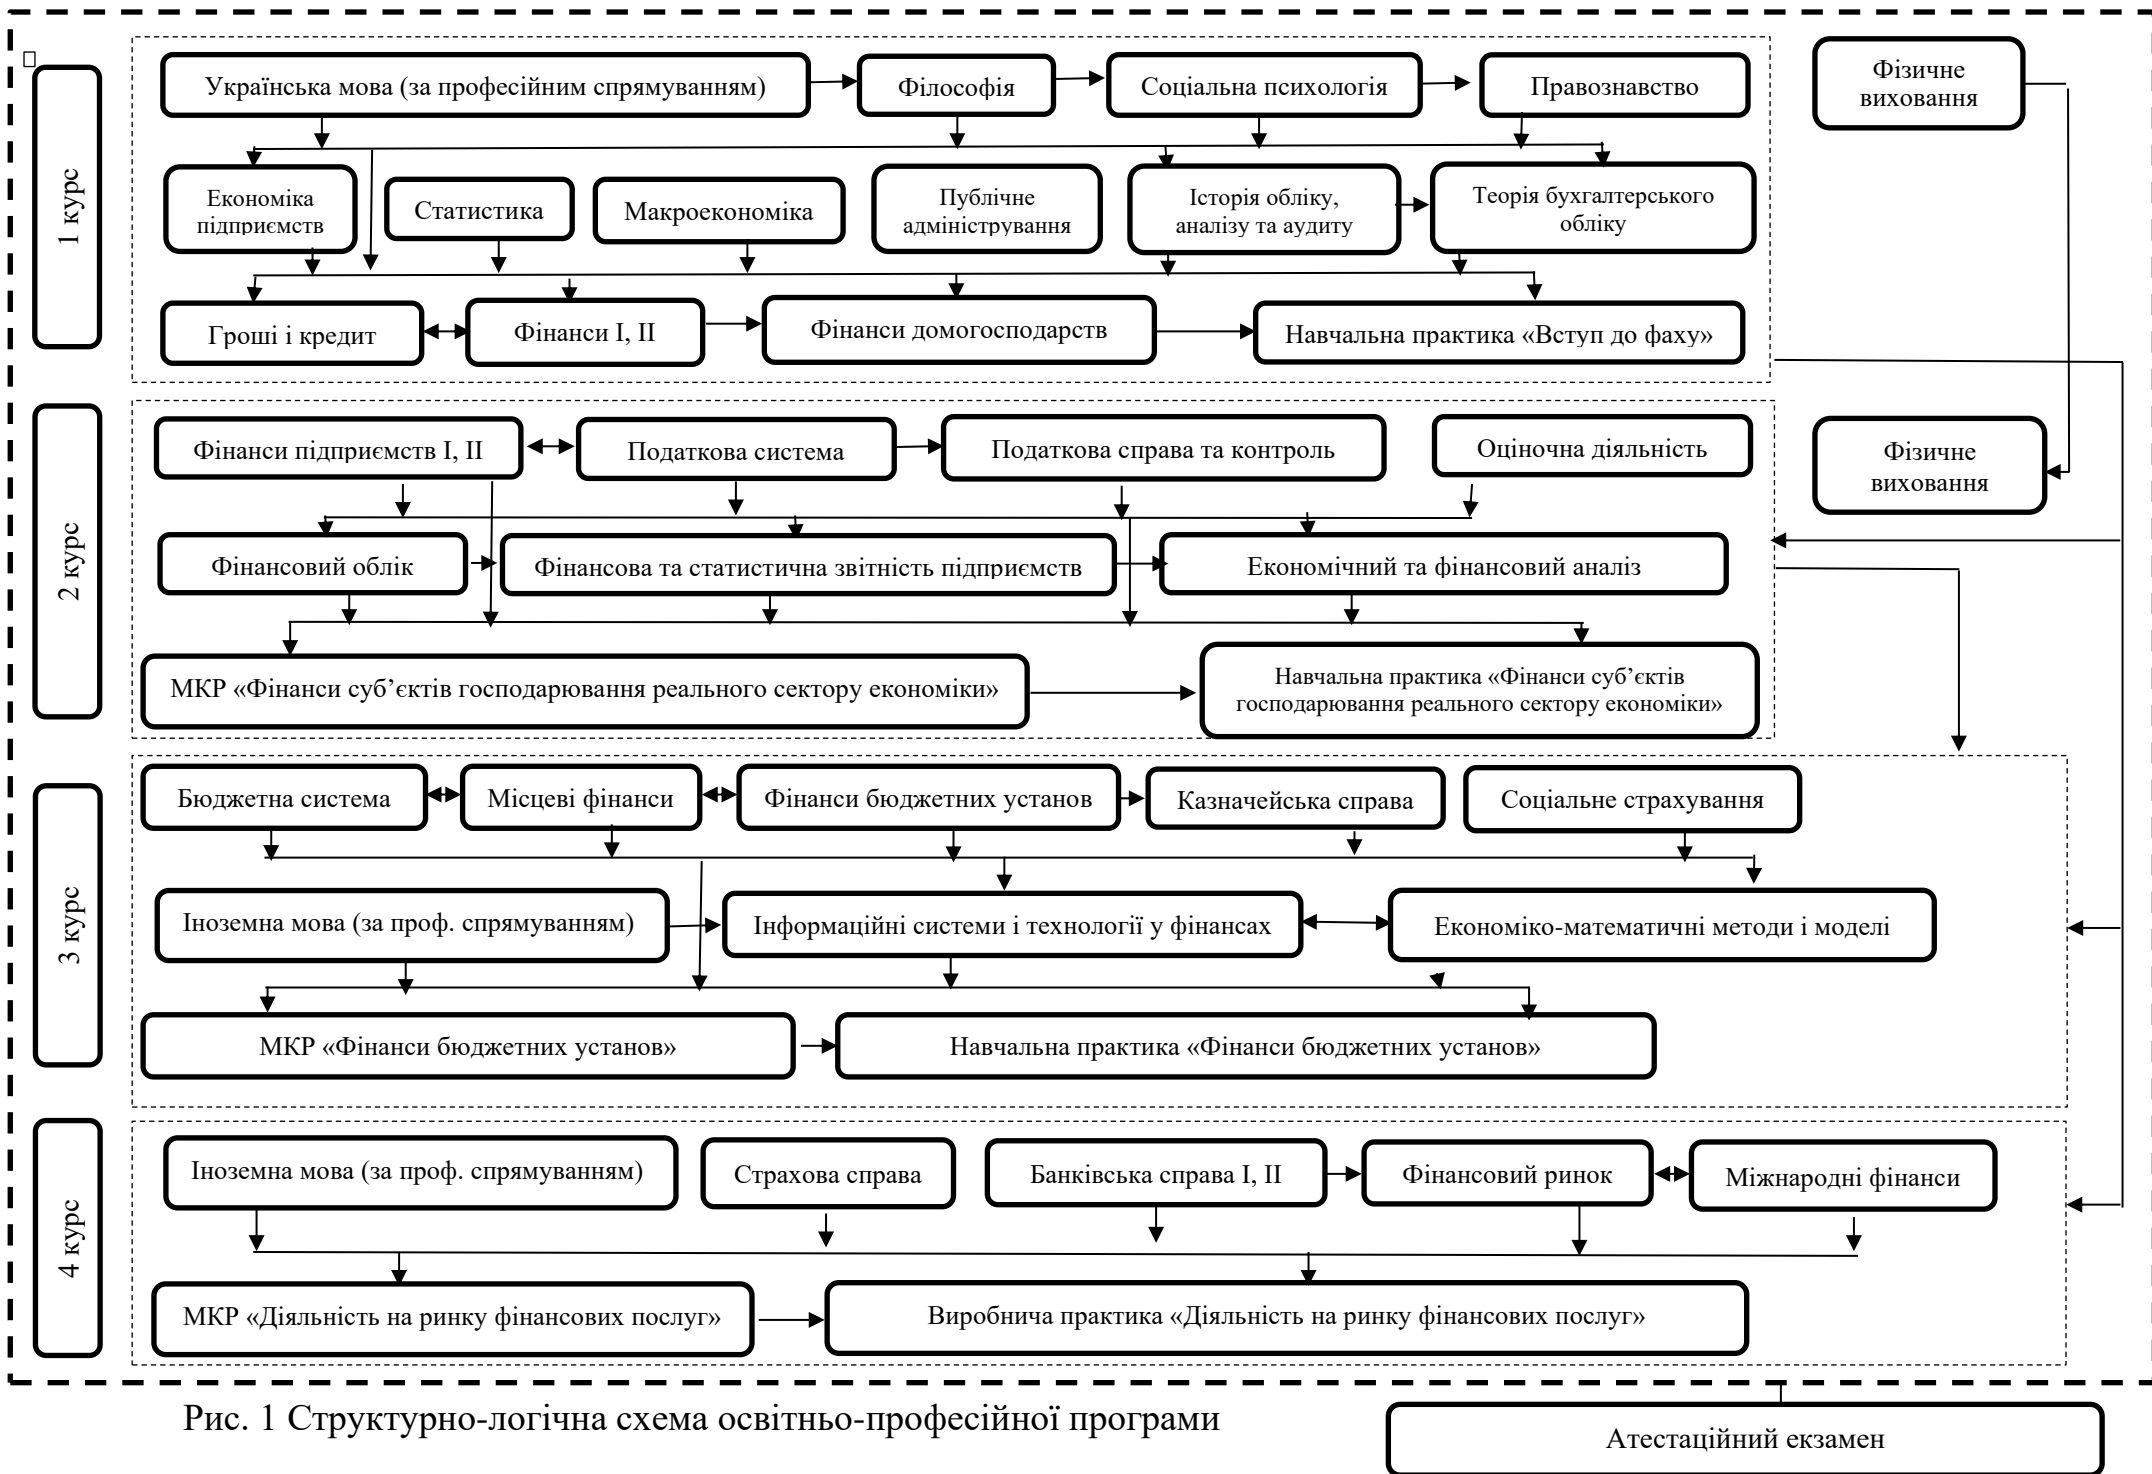 1 курс
Українська мова (за професійним спрямуванням)
Філософія
Соціальна психологія
Правознавство
Фізичне
виховання
Економіка
підприємств
Статистика
Макроекономіка
Публічне
адміністрування
Історія обліку,
аналізу та аудиту
Теорія бухгалтерського
обліку
Гроші і кредит
Фінанси І, ІІ
Фінанси домогосподарств
Навчальна практика «Вступ до фаху»
2 курс
Фінанси підприємств І, ІІ
Податкова система
Податкова справа та контроль
Оціночна діяльність
Фізичне
виховання
Фінансовий облік
Фінансова та статистична звітність підприємств
Економічний та фінансовий аналіз
МКР «Фінанси суб’єктів господарювання реального сектору економіки»
Навчальна практика «Фінанси суб’єктів
господарювання реального сектору економіки»
3 курс
Бюджетна система
Місцеві фінанси
Фінанси бюджетних установ
Казначейська справа
Соціальне страхування
Іноземна мова (за проф. спрямуванням)
Інформаційні системи і технології у фінансах
Економіко-математичні методи і моделі
МКР «Фінанси бюджетних установ»
Навчальна практика «Фінанси бюджетних установ»
4 курс
Іноземна мова (за проф. спрямуванням)
Страхова справа
Банківська справа І, ІІ
Фінансовий ринок
Міжнародні фінанси
МКР «Діяльність на ринку фінансових послуг»
Виробнича практика «Діяльність на ринку фінансових послуг»
Рис. 1 Структурно-логічна схема освітньо-професійної програми
Атестаційний екзамен